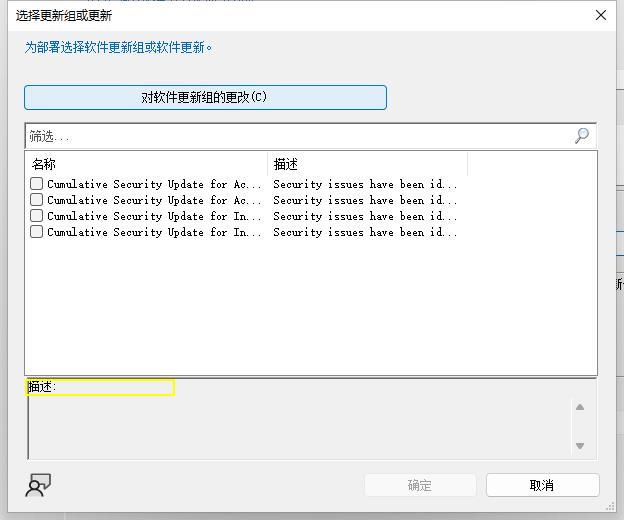 选择更新组或更新
为部署选择软件更新组或软件更新。
对软件更新组的更改(C)
筛选...
名称 描述
Cumulative Security Update for Ac... Security issues have been id...
Cumulative Security Update for Ac... Security issues have been id...
Cumulative Security Update for In... Security issues have been id...
Cumulative Security Update for In... Security issues have been id...
描述:
确定 取消